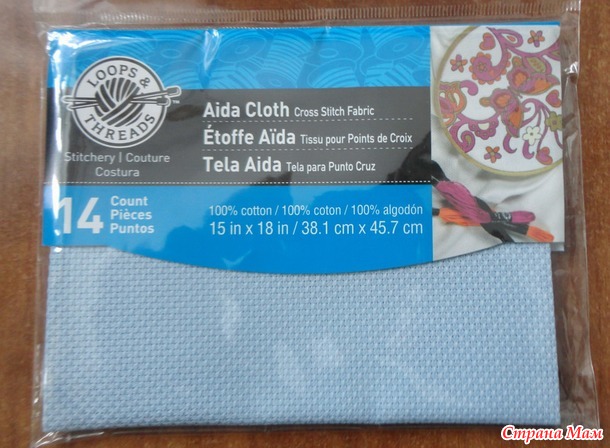 LOOPS &
THREADS™
Stitchery | Couture
Costura
Aida Cloth Cross Stitch Fabric
Étoffe Aïda Tissu pour Points de Croix
Tela Aida Tela para Punto Cruz
14 Count
Pièces
Puntos
100% cotton / 100% coton / 100% algodón
15 in x 18 in / 38.1 cm x 45.7 cm
Страна Мам